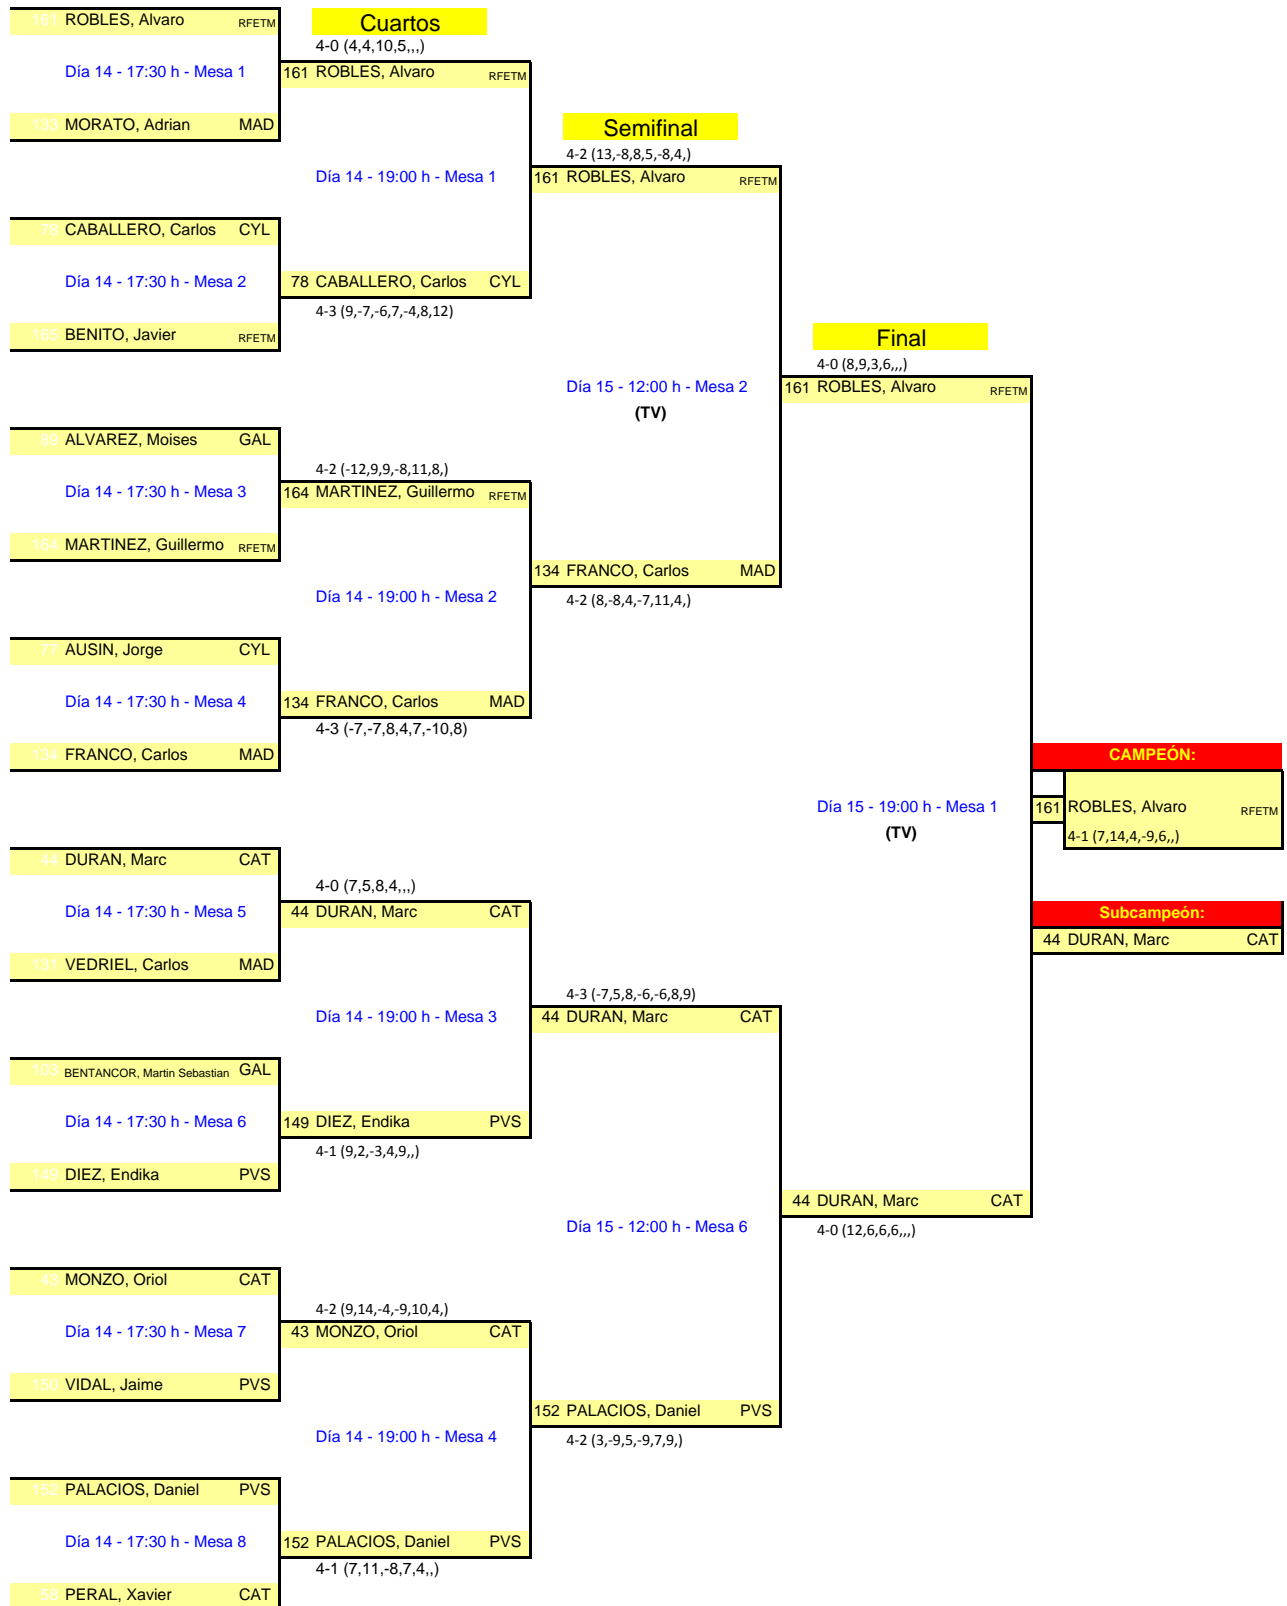 161 ROBLES, Alvaro RFETM
Cuartos
4-0 (4,4,10,5,,,)
Día 14 - 17:30 h - Mesa 1
161 ROBLES, Alvaro RFETM
133 MORATO, Adrian MAD
Semifinal
4-2 (13,-8,8,5,-8,4,)
Día 14 - 19:00 h - Mesa 1
161 ROBLES, Alvaro RFETM
78 CABALLERO, Carlos CYL
Día 14 - 17:30 h - Mesa 2
78 CABALLERO, Carlos CYL
4-3 (9,-7,-6,7,-4,8,12)
165 BENITO, Javier RFETM
Final
4-0 (8,9,3,6,,,)
Día 15 - 12:00 h - Mesa 2
161 ROBLES, Alvaro RFETM
(TV)
89 ALVAREZ, Moises GAL
4-2 (-12,9,9,-8,11,8,)
Día 14 - 17:30 h - Mesa 3
164 MARTINEZ, Guillermo RFETM
164 MARTINEZ, Guillermo RFETM
134 FRANCO, Carlos MAD
Día 14 - 19:00 h - Mesa 2
4-2 (8,-8,4,-7,11,4,)
77 AUSIN, Jorge CYL
Día 14 - 17:30 h - Mesa 4
134 FRANCO, Carlos MAD
4-3 (-7,-7,8,4,7,-10,8)
134 FRANCO, Carlos MAD
CAMPEÓN:
Día 15 - 19:00 h - Mesa 1
161 ROBLES, Alvaro RFETM
(TV)
4-1 (7,14,4,-9,6,,)
44 DURAN, Marc CAT
4-0 (7,5,8,4,,,)
Día 14 - 17:30 h - Mesa 5
44 DURAN, Marc CAT
Subcampeón:
44 DURAN, Marc CAT
131 VEDRIEL, Carlos MAD
4-3 (-7,5,8,-6,-6,8,9)
Día 14 - 19:00 h - Mesa 3
44 DURAN, Marc CAT
103 BENTANCOR, Martin Sebastian GAL
Día 14 - 17:30 h - Mesa 6
149 DIEZ, Endika PVS
4-1 (9,2,-3,4,9,,)
149 DIEZ, Endika PVS
44 DURAN, Marc CAT
Día 15 - 12:00 h - Mesa 6
4-0 (12,6,6,6,,,)
43 MONZO, Oriol CAT
4-2 (9,14,-4,-9,10,4,)
Día 14 - 17:30 h - Mesa 7
43 MONZO, Oriol CAT
150 VIDAL, Jaime PVS
152 PALACIOS, Daniel PVS
Día 14 - 19:00 h - Mesa 4
4-2 (3,-9,5,-9,7,9,)
152 PALACIOS, Daniel PVS
Día 14 - 17:30 h - Mesa 8
152 PALACIOS, Daniel PVS
4-1 (7,11,-8,7,4,,)
58 PERAL, Xavier CAT